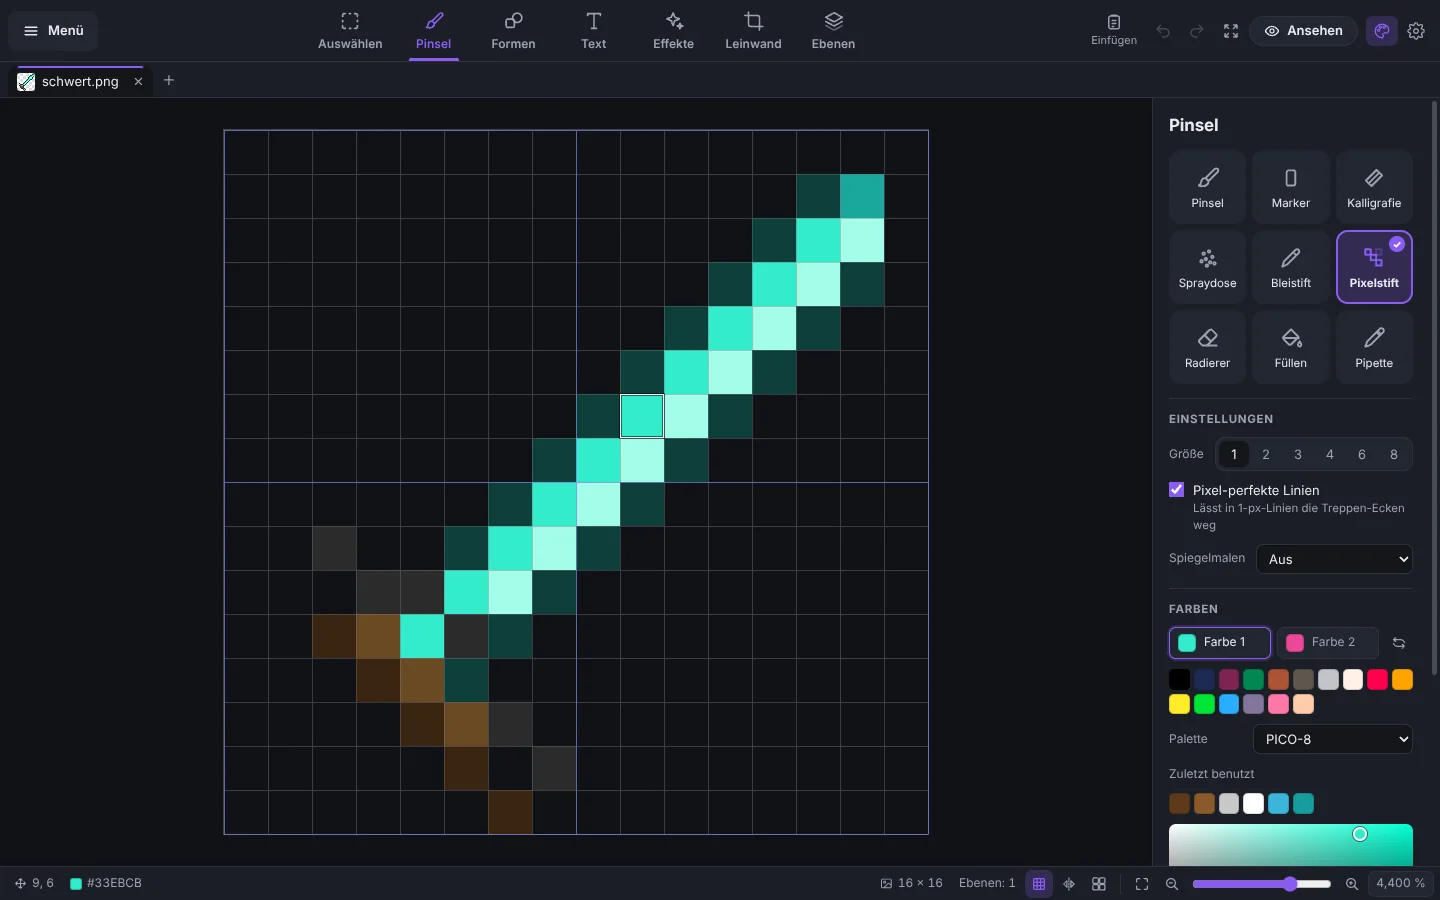 Menü
Auswählen
Pinsel
Formen
Text
Effekte
Leinwand
Ebenen
Einfügen
Ansehen
schwert.png
Pinsel
Pinsel
Marker
Kalligrafie
Spraydose
Bleistift
Pixelstift
Radierer
Füllen
Pipette
EINSTELLUNGEN
Größe 1 2 3 4 6 8
Pixel-perfekte Linien
Lässt in 1-px-Linien die Treppen-Ecken
weg
Spiegelmalen Aus
FARBEN
Farbe 1
Farbe 2
Palette PICO-8
Zuletzt benutzt
9, 6
#33EBCB
16 × 16
Ebenen: 1
4,400 %